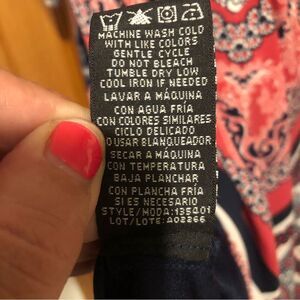 MACHINE WASH COLD
WITH LIKE COLORS
GENTLE CYCLE
DO NOT BLEACH
TUMBLE DRY LOW
COOL IRON IF NEEDED
LAVAR A MÁQUINA
CON AGUA FRÍA
CON COLORES SIMILARES
CICLO DELICADO
O USAR BLANQUEADOR
SECAR A MÁQUINA
CON TEMPERATURA
BAJA PLANCHAR
CON PLANCHA FRÍA
SI ES NECESARIO
STYLE/MODA:135401
LOT/LOTE:A02266